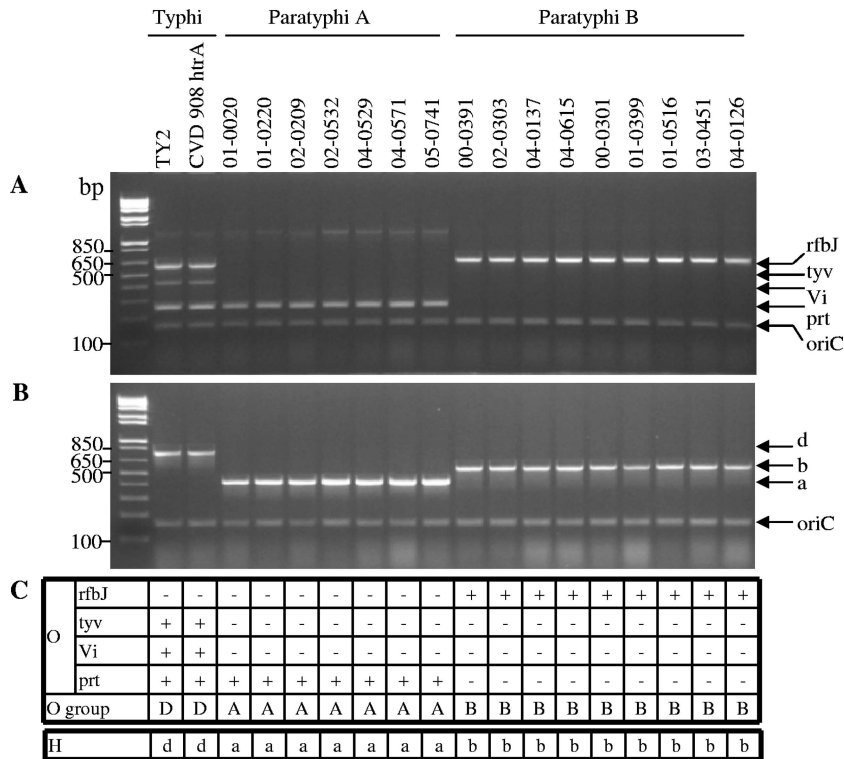 Typhi Paratyphi A Paratyphi B
TY2
CVD 908 htrA
01-0020
01-0220
02-0209
02-0532
04-0529
04-0571
05-0741
00-0391
02-0303
04-0137
04-0615
00-0301
01-0399
01-0516
03-0451
04-0126
A
bp
850
650
500
100
rfbJ
tyv
Vi
prt
oriC
B
850
650
500
100
d
b
a
oriC
C
O
rfbJ - - - - - - - - - + + + + + + + + +
tyv + + - - - - - - - - - - - - - - - -
Vi + + - - - - - - - - - - - - - - - -
prt + + + + + + + + + - - - - - - - - -
O group D D A A A A A A A B B B B B B B B B
H d d a a a a a a a b b b b b b b b b